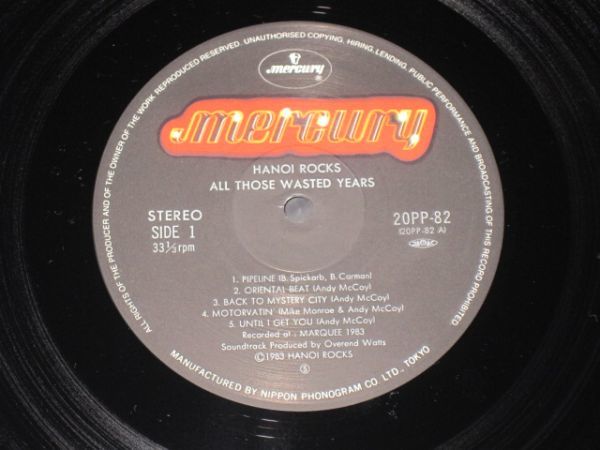 ALL RIGHTS OF THE PRODUCER AND OF THE OWNER OF THE WORK REPRODUCED RESERVED. UNAUTHORISED COPYING, HIRING, LENDING, PUBLIC PERFORMANCE AND BROADCASTING OF THIS RECORD PROHIBITED
mercury
mercury
HANOI ROCKS
ALL THOSE WASTED YEARS
STEREO
SIDE 1
33⅓rpm
20PP-82
(20PP-82 A)
1. PIPELINE (B. Spickarb, B. Carman)
2. ORIENTAL BEAT (Andy McCoy)
3. BACK TO MYSTERY CITY (Andy McCoy)
4. MOTORVATIN' (Mike Monroe & Andy McCoy)
5. UNTIL I GET YOU (Andy McCoy)
Recorded at : MARQUEE 1983
Soundtrack Produced by Overend Watts
Ⓒ1983 HANOI ROCKS
Ⓢ
MANUFACTURED BY NIPPON PHONOGRAM CO. LTD., TOKYO